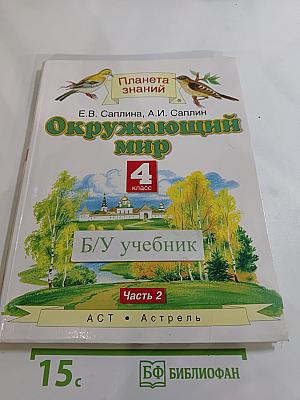 Планета
знаний
Е.В. Саплина, А.И. Саплин
Окружающий
мир
4
класс
Б/У учебник
Часть 2
АСТ • Астрель
15с
БФ БИБЛИОФАН